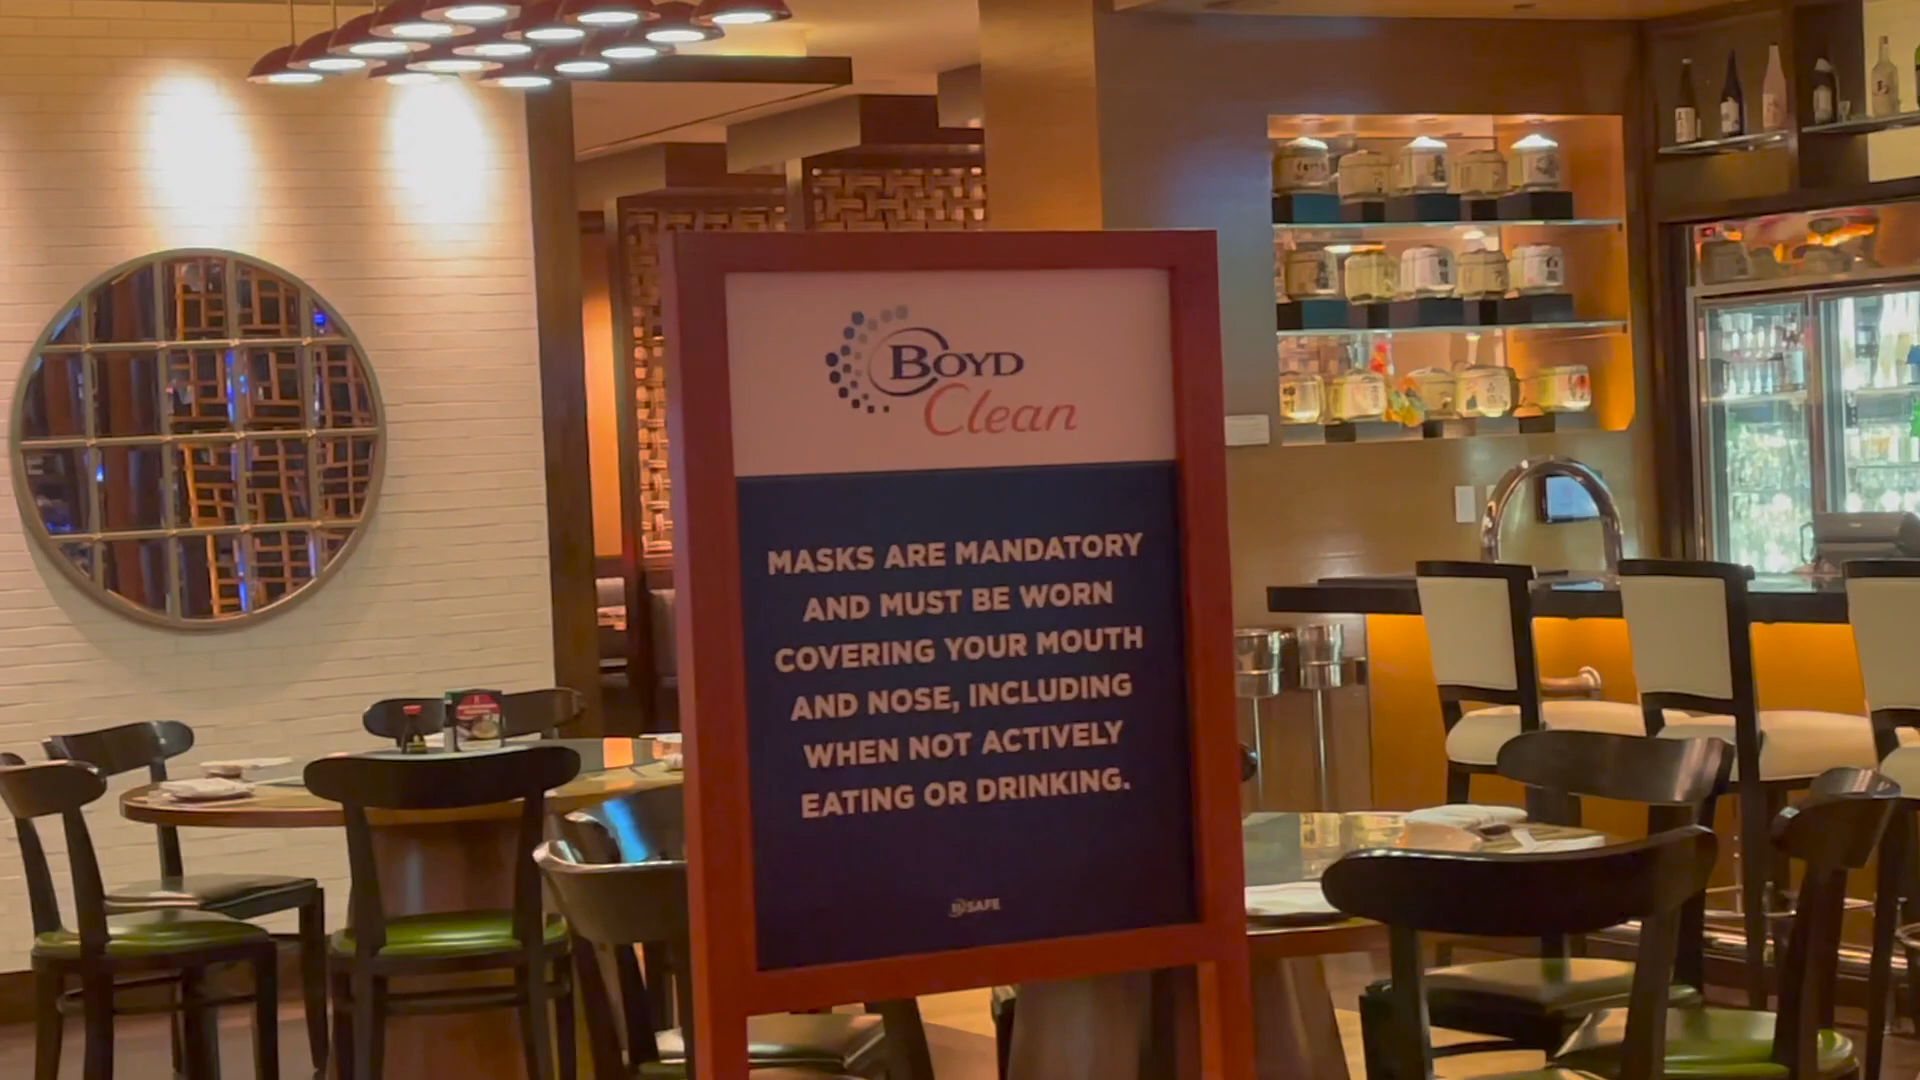 BOYD
Clean
MASKS ARE MANDATORY
AND MUST BE WORN
COVERING YOUR MOUTH
AND NOSE, INCLUDING
WHEN NOT ACTIVELY
EATING OR DRINKING.
B SAFE